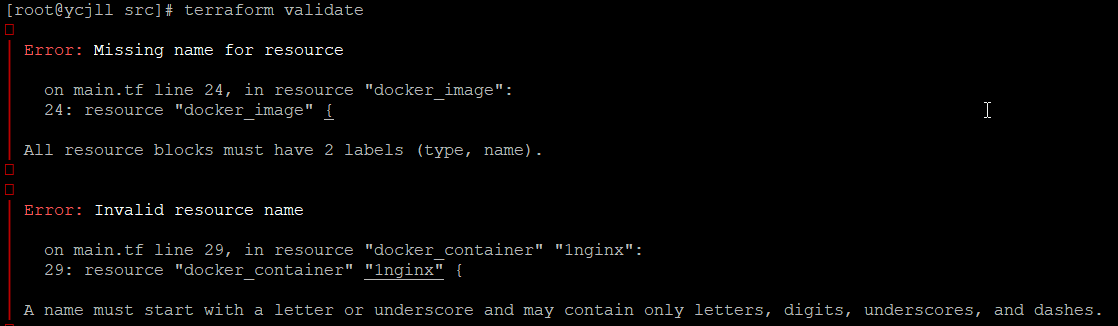 [root@ycjll src]# terraform validate
Error: Missing name for resource
on main.tf line 24, in resource "docker_image":
24: resource "docker_image" {
All resource blocks must have 2 labels (type, name).
Error: Invalid resource name
on main.tf line 29, in resource "docker_container" "1nginx":
29: resource "docker_container" "1nginx" {
A name must start with a letter or underscore and may contain only letters, digits, underscores, and dashes.